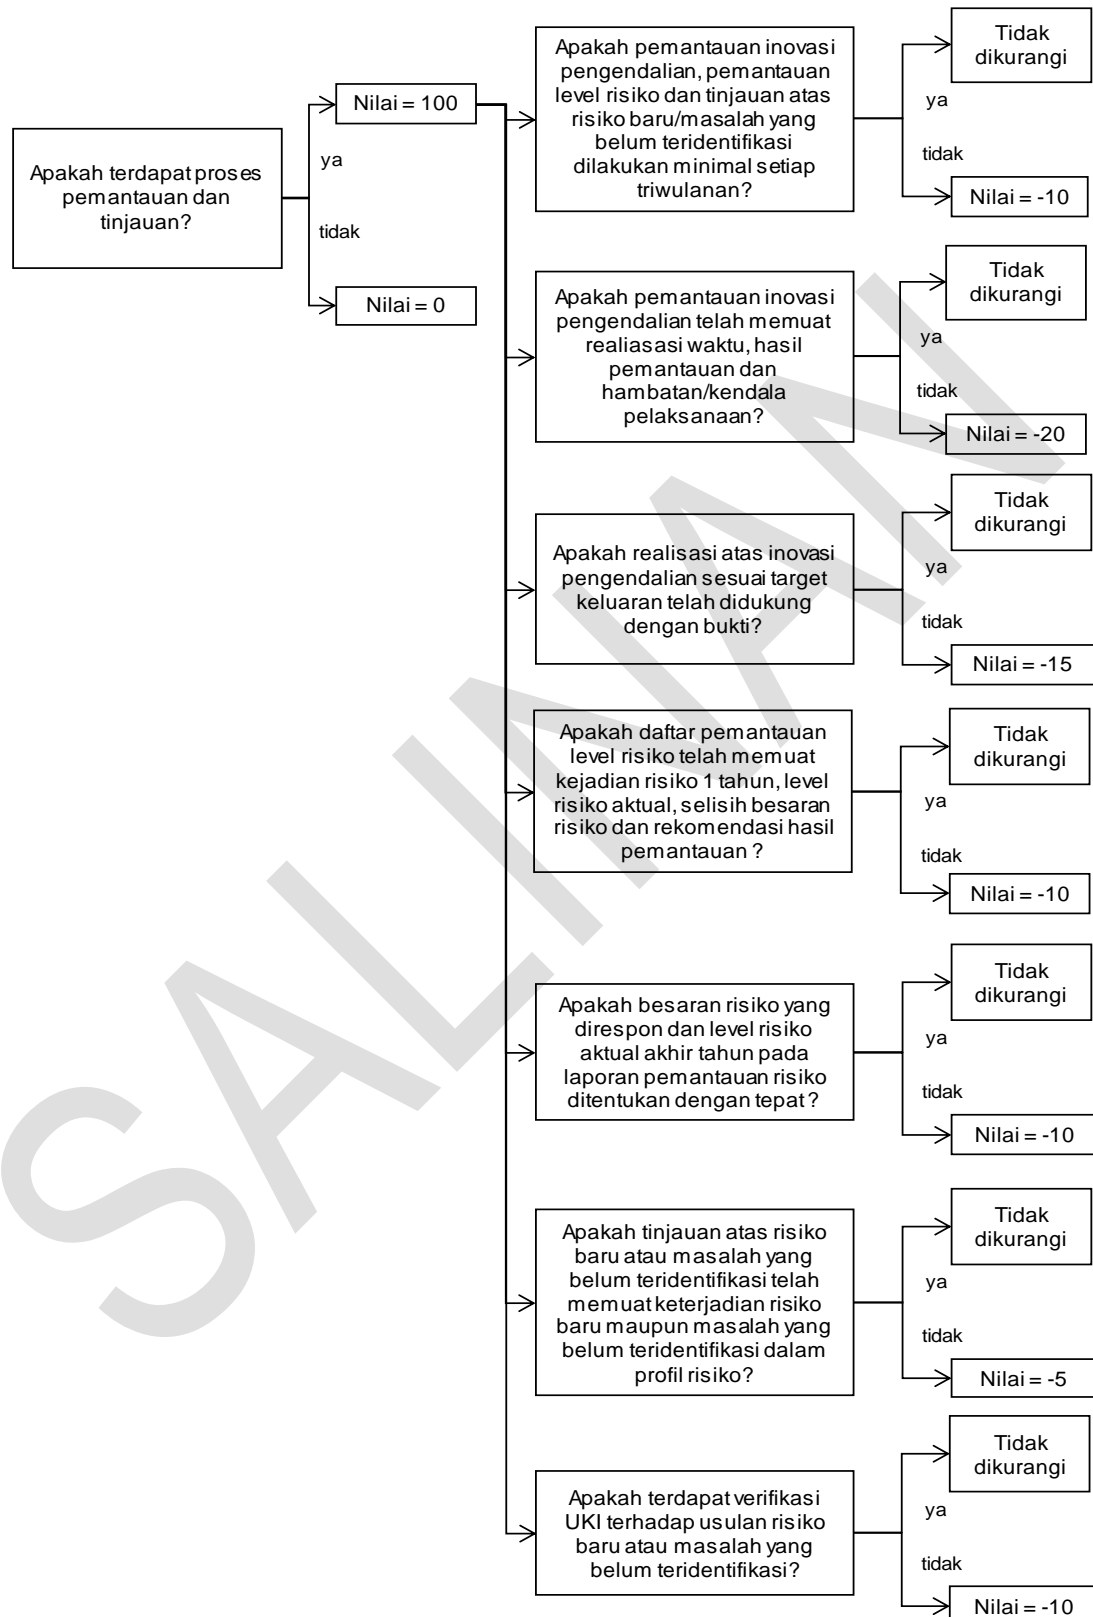 Apakah terdapat proses
pemantauan dan
tinjauan?
ya
tidak
Nilai = 100
Nilai = 0
Apakah pemantauan inovasi
pengendalian, pemantauan
level risiko dan tinjauan atas
risiko baru/masalah yang
belum teridentifikasi
dilakukan minimal setiap
triwulanan?
Tidak
dikurangi
ya
tidak
Nilai = -10
Apakah pemantauan inovasi
pengendalian telah memuat
realiasasi waktu, hasil
pemantauan dan
hambatan/kendala
pelaksanaan?
Tidak
dikurangi
ya
tidak
Nilai = -20
Apakah realisasi atas inovasi
pengendalian sesuai target
keluaran telah didukung
dengan bukti?
Tidak
dikurangi
ya
tidak
Nilai = -15
Apakah daftar pemantauan
level risiko telah memuat
kejadian risiko 1 tahun, level
risiko aktual, selisih besaran
risiko dan rekomendasi hasil
pemantauan ?
Tidak
dikurangi
ya
tidak
Nilai = -10
Apakah besaran risiko yang
direspon dan level risiko
aktual akhir tahun pada
laporan pemantauan risiko
ditentukan dengan tepat ?
Tidak
dikurangi
ya
tidak
Nilai = -10
Apakah tinjauan atas risiko
baru atau masalah yang
belum teridentifikasi telah
memuat keterjadian risiko
baru maupun masalah yang
belum teridentifikasi dalam
profil risiko?
Tidak
dikurangi
ya
tidak
Nilai = -5
Apakah terdapat verifikasi
UKI terhadap usulan risiko
baru atau masalah yang
belum teridentifikasi?
Tidak
dikurangi
ya
tidak
Nilai = -10
SALINAN